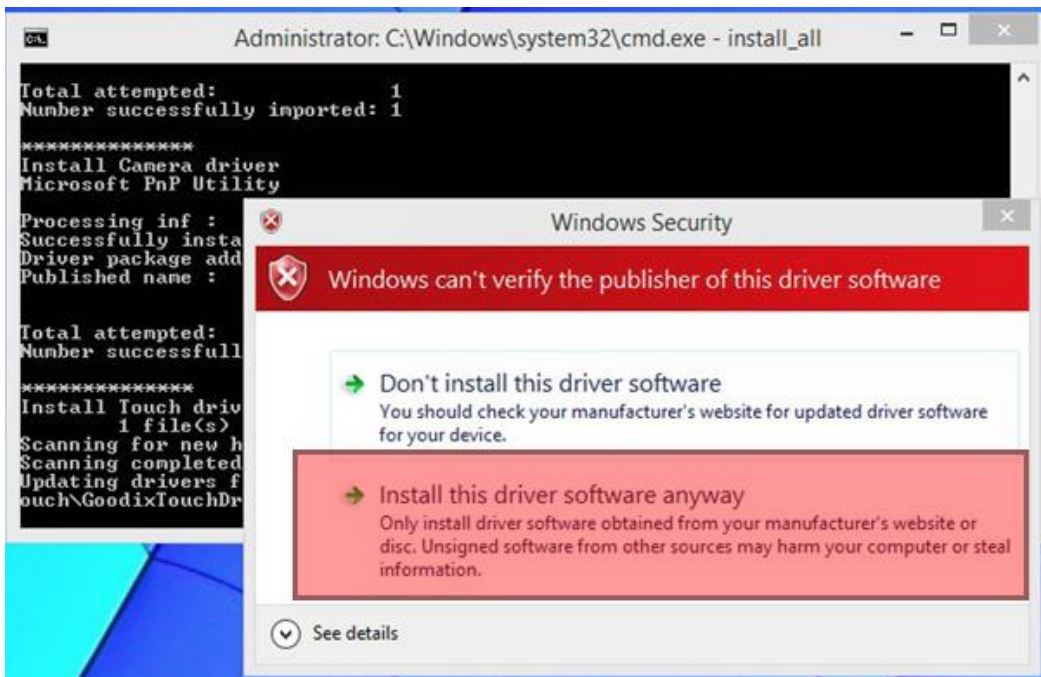 Administrator: C:\Windows\system32\cmd.exe - install_all
Total attempted: 1
Number successfully imported: 1
**************
Install Camera driver
Microsoft PnP Utility
Processing inf :
Successfully insta
Driver package add
Published name :
Total attempted:
Number successfull
**************
Install Touch driv
1 file(s)
Scanning for new h
Scanning completed
Updating drivers f
ouch\GoodixTouchDr
Windows Security
Windows can't verify the publisher of this driver software
Don't install this driver software
You should check your manufacturer's website for updated driver software
for your device.
Install this driver software anyway
Only install driver software obtained from your manufacturer's website or
disc. Unsigned software from other sources may harm your computer or steal
information.
See details